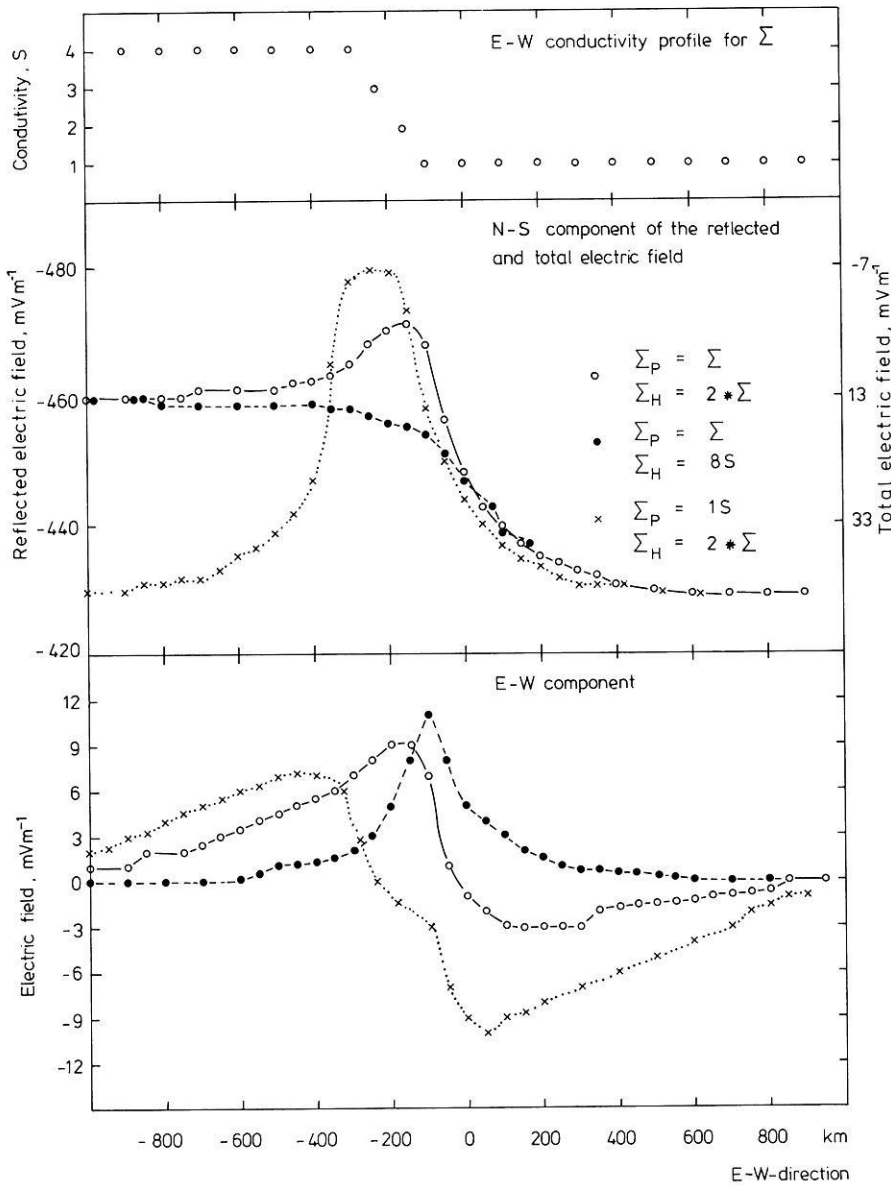 E-W conductivity profile for Σ
Condutivity, S
4
3
2
1
N-S component of the reflected
and total electric field
Reflected electric field, mVm⁻¹
-480
-460
-440
-420
Total electric field, mVm⁻¹
-7
13
33
Σ_P = Σ
Σ_H = 2 * Σ
Σ_P = Σ
Σ_H = 8S
Σ_P = 1S
Σ_H = 2 * Σ
E-W component
Electric field, mVm⁻¹
12
9
6
3
0
-3
-6
-9
-12
-800 -600 -400 -200 0 200 400 600 800 km
E-W-direction